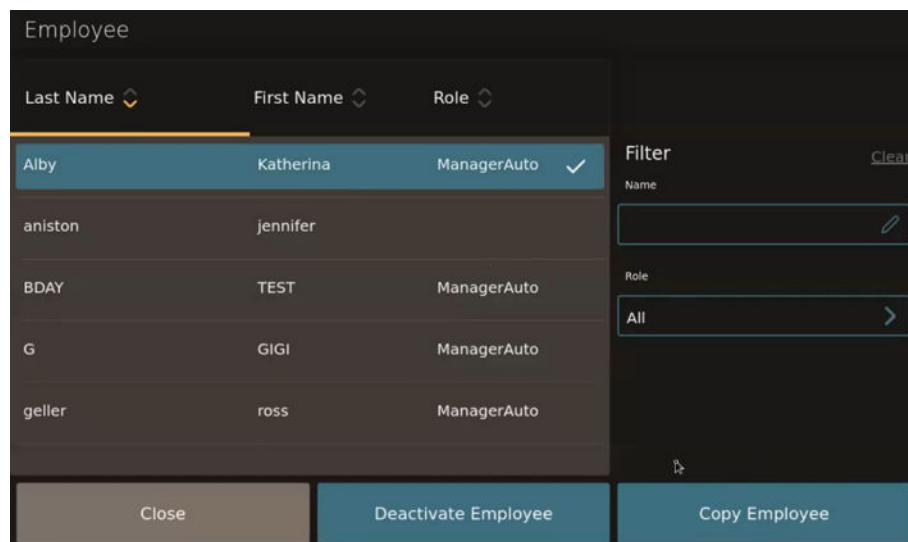 Employee
Last Name First Name Role
Alby Katherina ManagerAuto
aniston jennifer
BDAY TEST ManagerAuto
G GIGI ManagerAuto
geller ross ManagerAuto
Filter Clear
Name
Role
All
Close Deactivate Employee Copy Employee